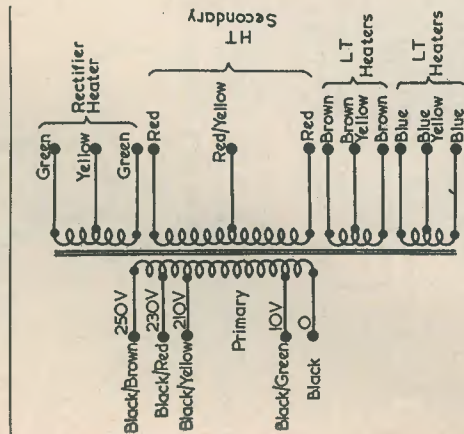 Rectifier
Heater
HT
Secondary
LT
Heaters
LT
Heaters
Green
Yellow
Green
Red
Red/Yellow
Red
Brown
Brown
Yellow
Brown
Blue
Blue
Yellow
Blue
250V
230V
210V
Primary
10V
0
Black/Brown
Black/Red
Black/Yellow
Black/Green
Black